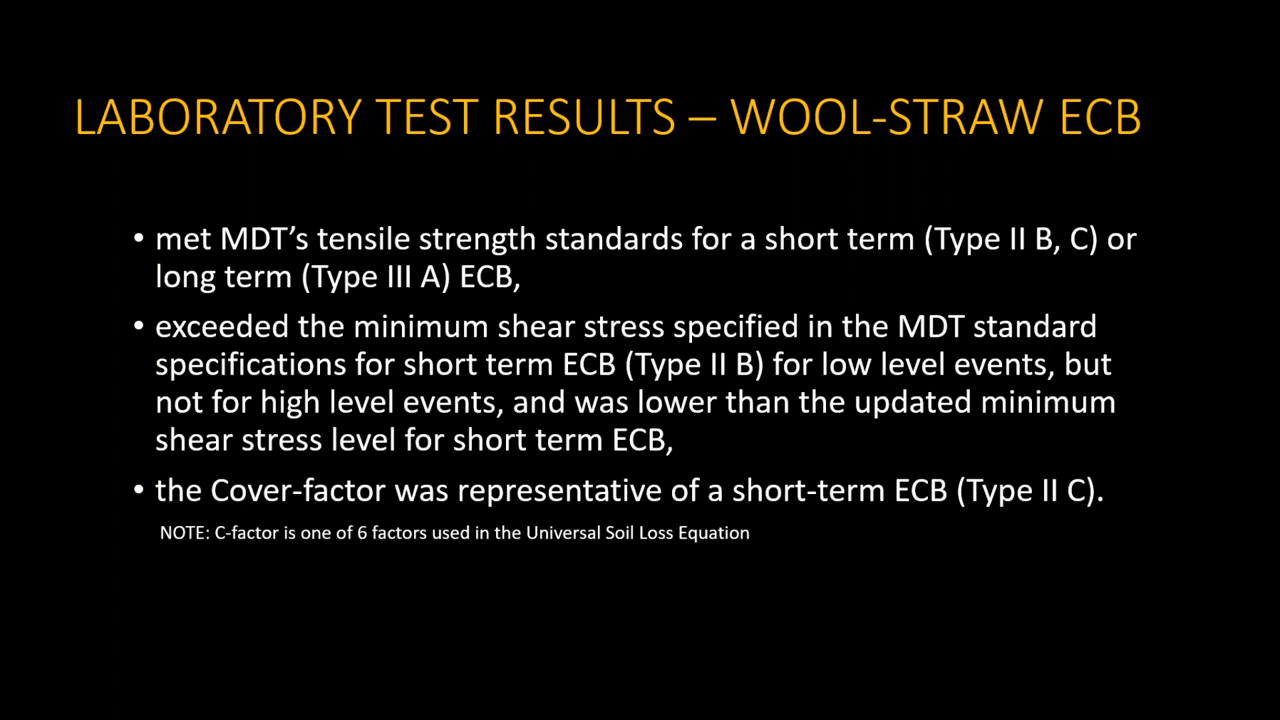 LABORATORY TEST RESULTS – WOOL-STRAW ECB
• met MDT’s tensile strength standards for a short term (Type II B, C) or
long term (Type III A) ECB,
• exceeded the minimum shear stress specified in the MDT standard
specifications for short term ECB (Type II B) for low level events, but
not for high level events, and was lower than the updated minimum
shear stress level for short term ECB,
• the Cover-factor was representative of a short-term ECB (Type II C).
NOTE: C-factor is one of 6 factors used in the Universal Soil Loss Equation